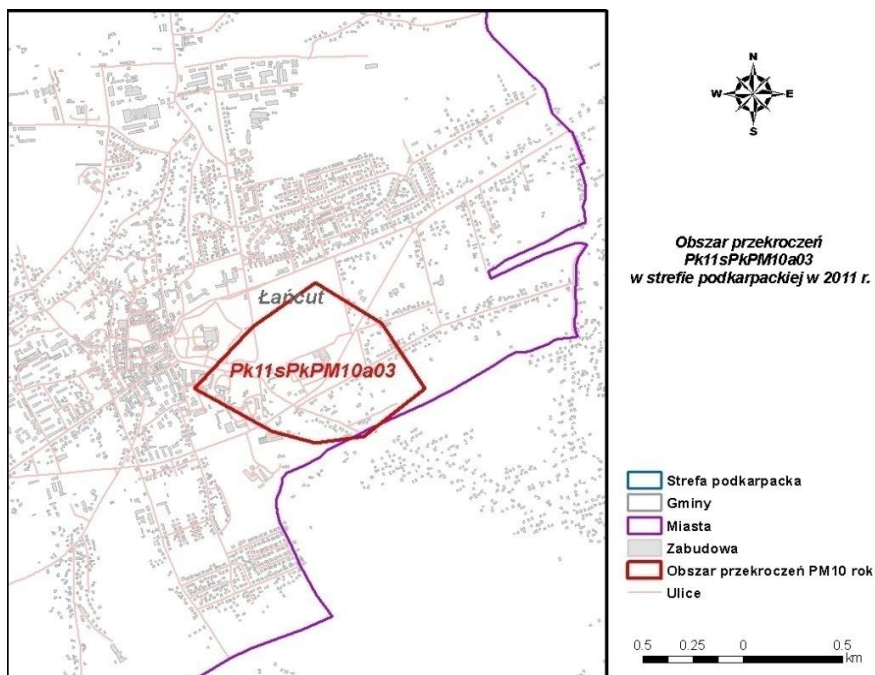 N
W E
S
Obszar przekroczeń
Pk11sPkPM10a03
w strefie podkarpackiej w 2011 r.
Łańcut
Pk11sPkPM10a03
Strefa podkarpacka
Gminy
Miasta
Zabudowa
Obszar przekroczeń PM10 rok
Ulice
0.5 0.25 0 0.5
km